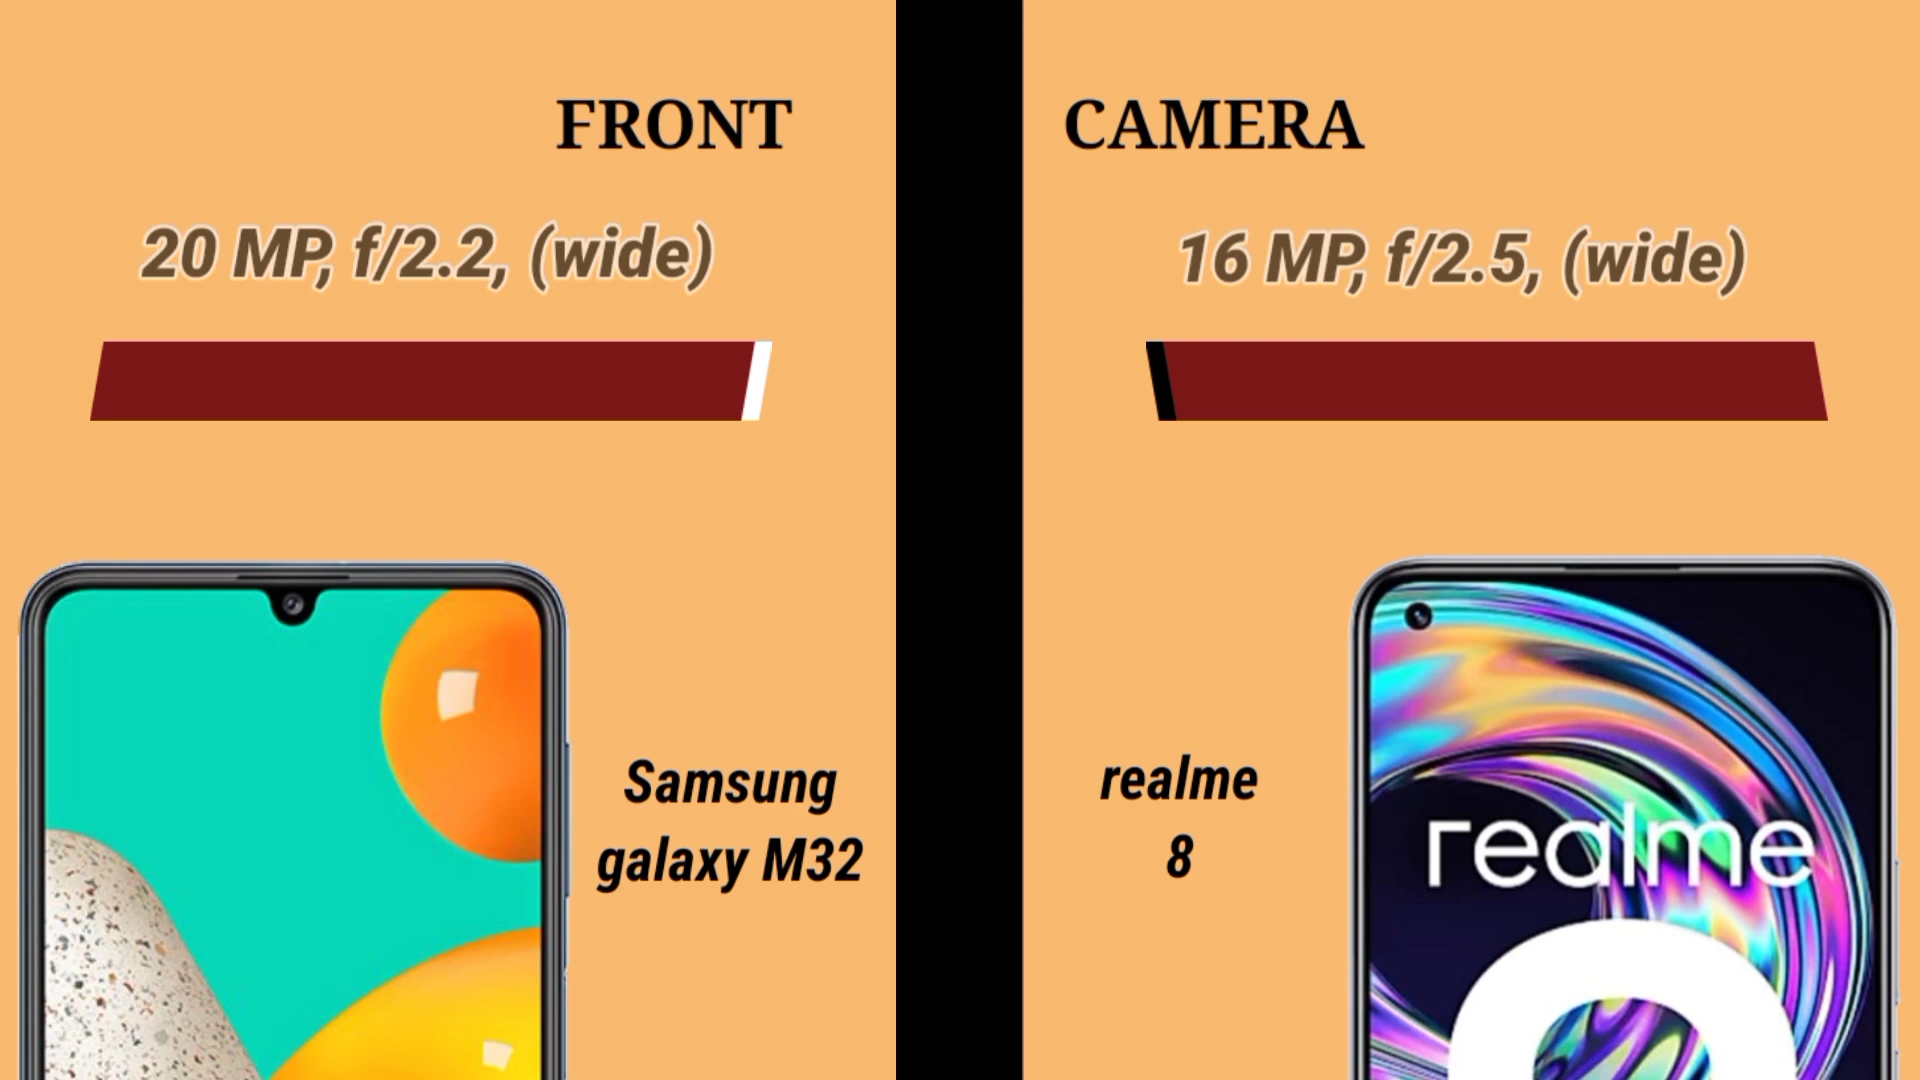 FRONT CAMERA
20 MP, f/2.2, (wide)
16 MP, f/2.5, (wide)
Samsung
galaxy M32
realme
8
realme